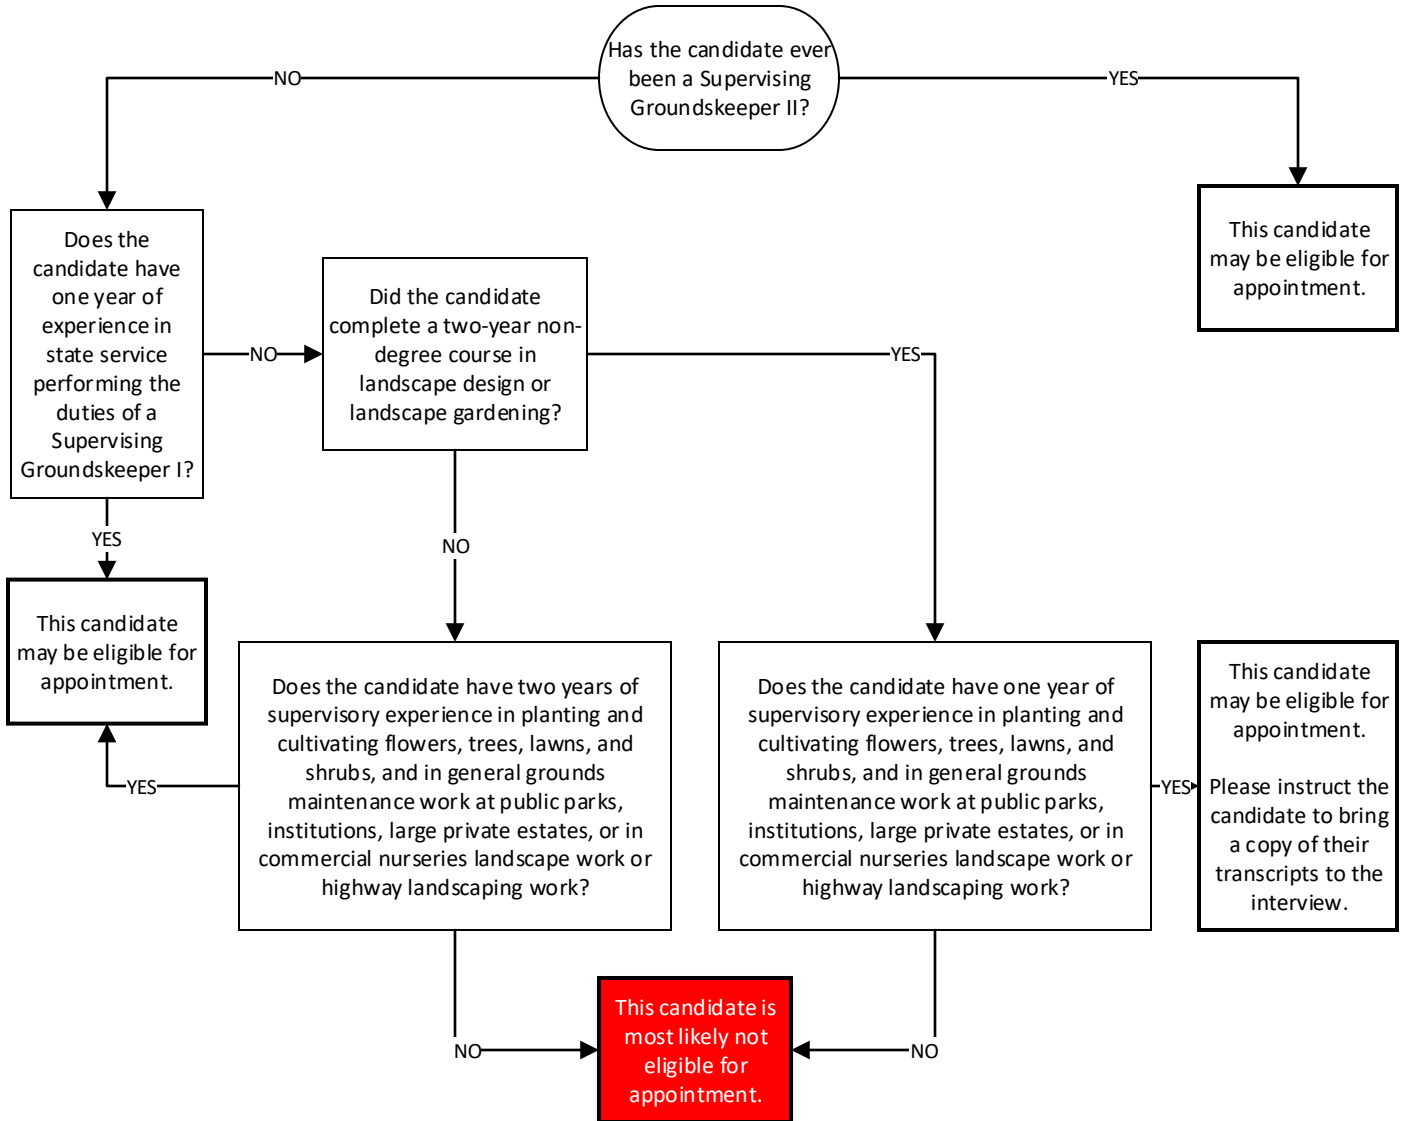 Has the candidate ever
been a Supervising
Groundskeeper II?
NO
YES
This candidate
may be eligible for
appointment.
Does the
candidate have
one year of
experience in
state service
performing the
duties of a
Supervising
Groundskeeper I?
NO
Did the candidate
complete a two-year non-
degree course in
landscape design or
landscape gardening?
YES
YES
NO
This candidate
may be eligible for
appointment.
YES
Does the candidate have two years of
supervisory experience in planting and
cultivating flowers, trees, lawns, and
shrubs, and in general grounds
maintenance work at public parks,
institutions, large private estates, or in
commercial nurseries landscape work or
highway landscaping work?
Does the candidate have one year of
supervisory experience in planting and
cultivating flowers, trees, lawns, and
shrubs, and in general grounds
maintenance work at public parks,
institutions, large private estates, or in
commercial nurseries landscape work or
highway landscaping work?
YES
This candidate
may be eligible for
appointment.
Please instruct the
candidate to bring
a copy of their
transcripts to the
interview.
NO
This candidate is
most likely not
eligible for
appointment.
NO